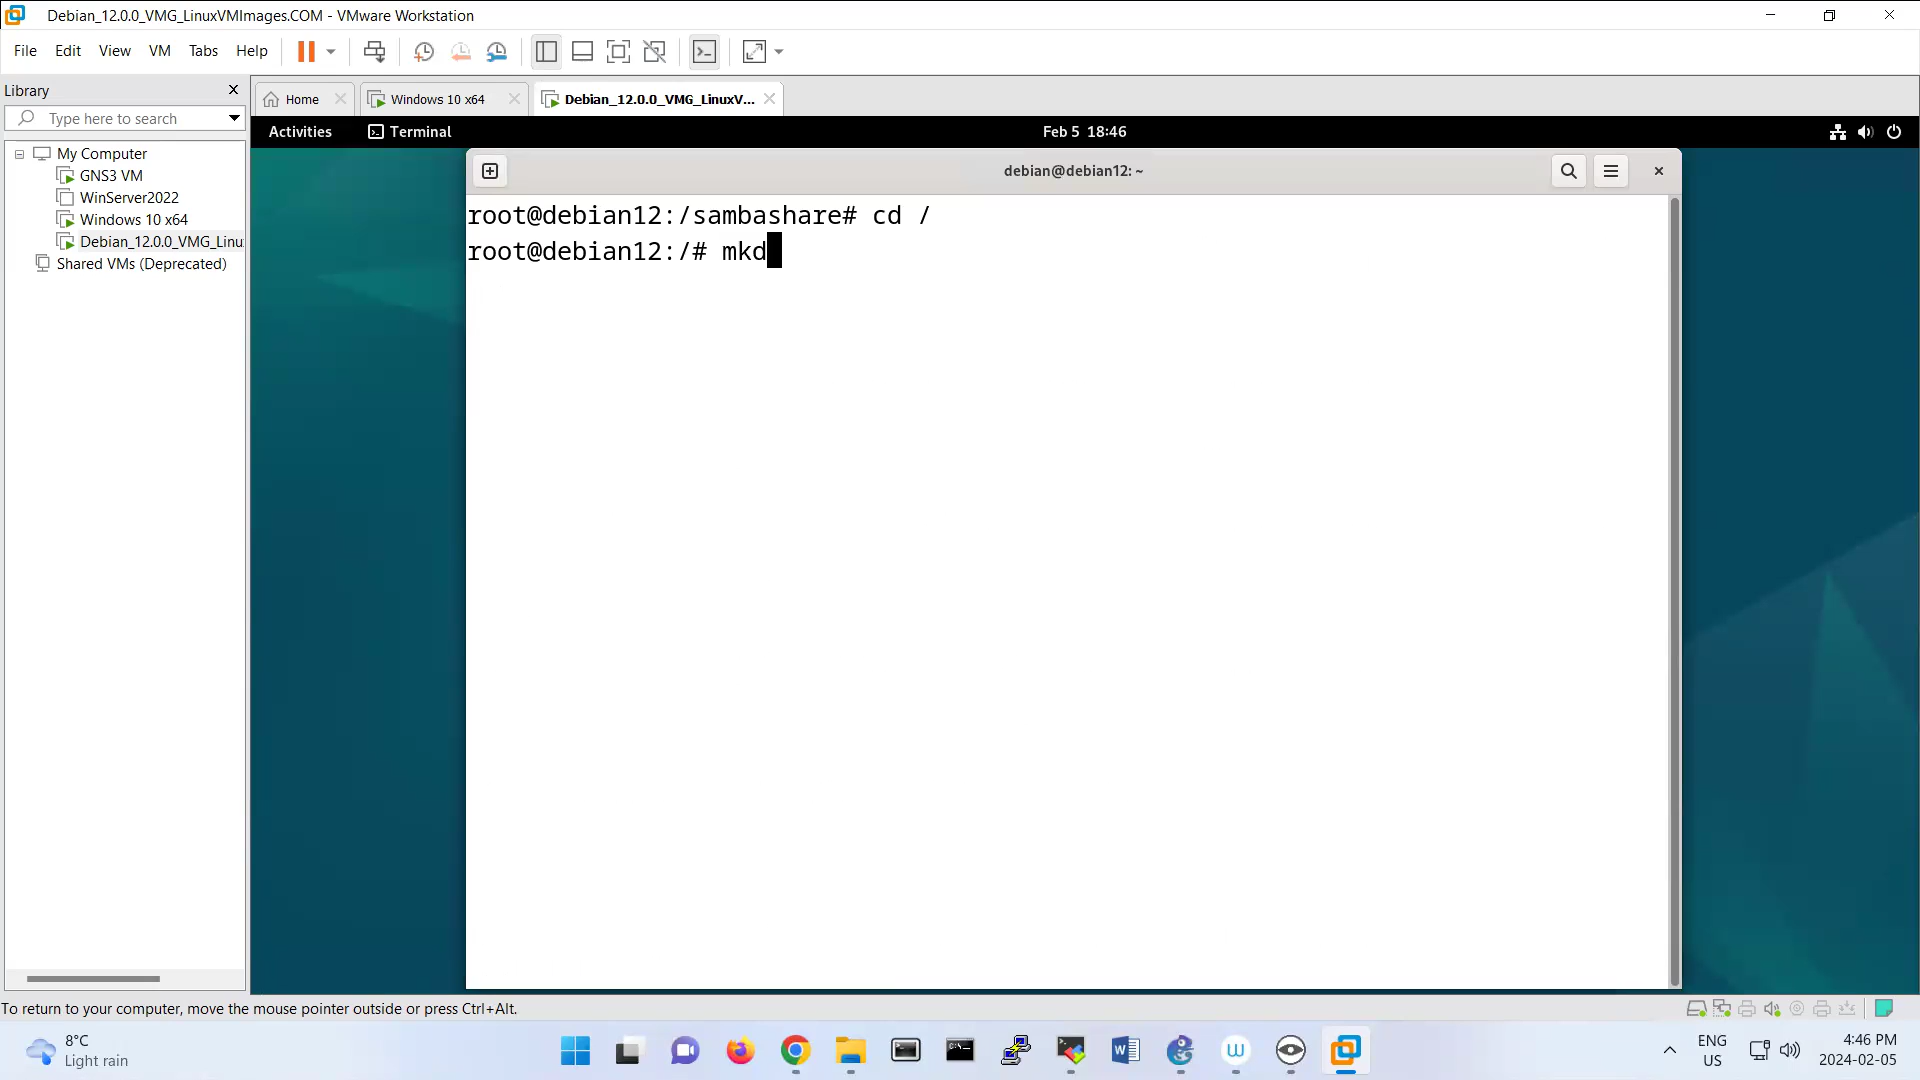 Debian_12.0.0_VMG_LinuxVMImages.COM - VMware Workstation
File Edit View VM Tabs Help
Library
Type here to search
My Computer
GNS3 VM
WinServer2022
Windows 10 x64
Debian_12.0.0_VMG_Linu
Shared VMs (Deprecated)
Home
Windows 10 x64
Debian_12.0.0_VMG_LinuxV...
Activities
Terminal
Feb 5 18:46
debian@debian12: ~
root@debian12:/sambashare# cd /
root@debian12:/# mkd
To return to your computer, move the mouse pointer outside or press Ctrl+Alt.
8°C
Light rain
ENG
US
4:46 PM
2024-02-05